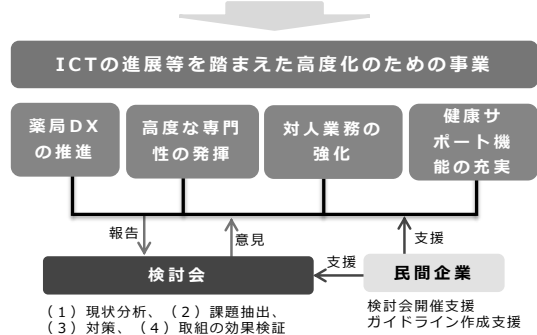 ICTの進展等を踏まえた高度化のための事業
薬局DX
の推進
高度な専門
性の発揮
対人業務の
強化
健康サ
ポート機
能の充実
報告
意見
支援
検討会
支援
民間企業
（1）現状分析、（2）課題抽出、
（3）対策、（4）取組の効果検証
検討会開催支援
ガイドライン作成支援